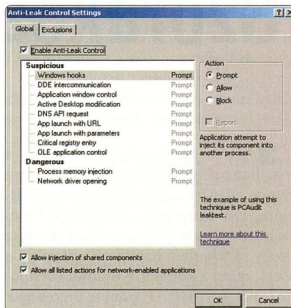 Anti-Leak Control Settings
Global Exclusions
Enable Anti-Leak Control
Suspicious
Windows hooks Prompt
DDE intercommunication Prompt
Application window control Prompt
Active Desktop modification Prompt
DNS API request Prompt
App launch with URL Prompt
App launch with parameters Prompt
Critical registry entry Prompt
OLE application control Prompt
Dangerous
Process memory injection Prompt
Network driver opening Prompt
Action
Prompt
Allow
Block
Report
Application attempt to
inject its component into
another process.
The example of using this
technique is PCAudit
leaktest.
Learn more about this
technique
Allow injection of shared components
Allow all listed actions for network-enabled applications
OK Cancel